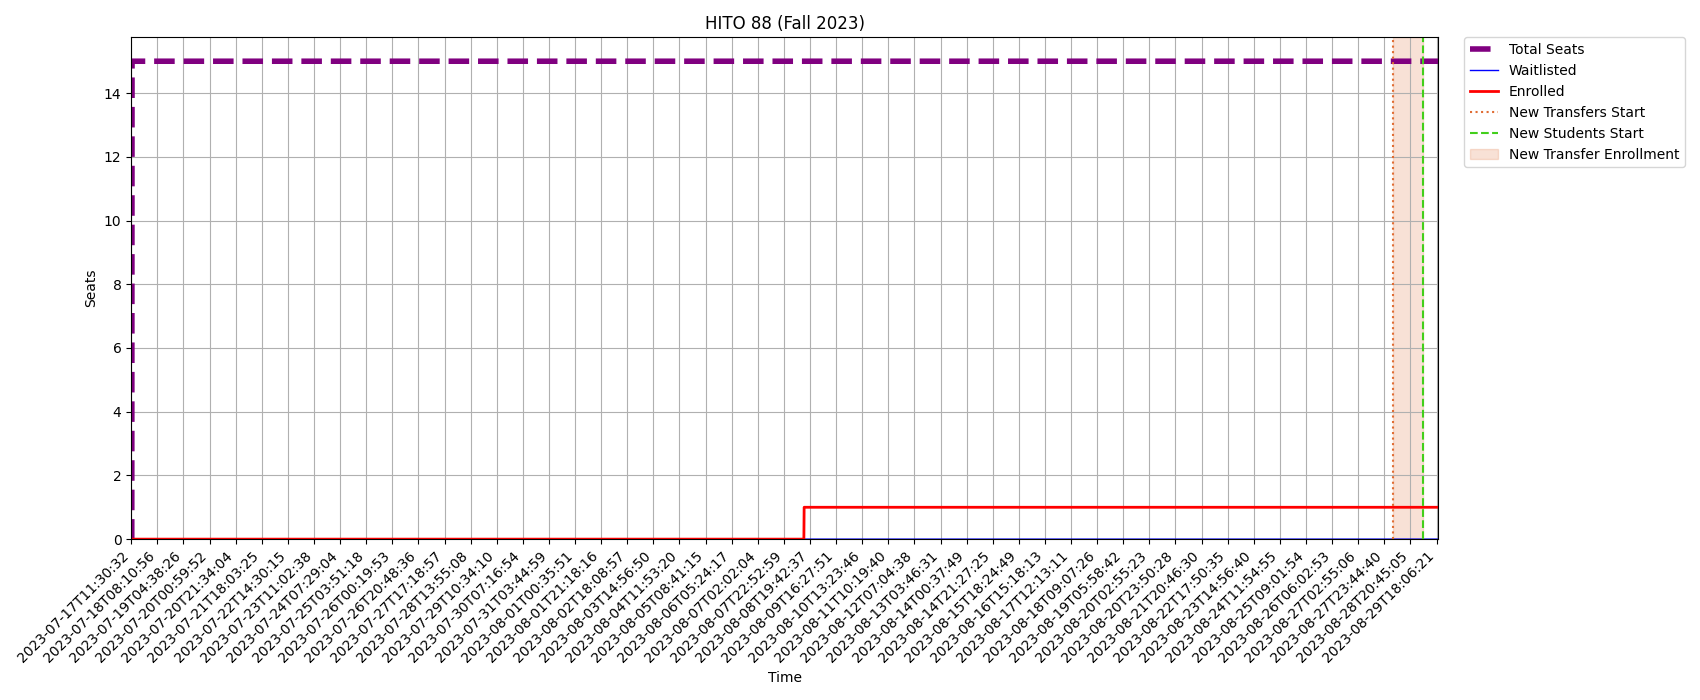 HITO 88 (Fall 2023)
Total Seats
Waitlisted
Enrolled
New Transfers Start
New Students Start
New Transfer Enrollment
Seats
14
12
10
8
6
4
2
0
2023-07-17T11:30:32
2023-07-18T08:10:56
2023-07-19T04:38:26
2023-07-20T00:59:52
2023-07-20T21:34:04
2023-07-21T18:03:25
2023-07-22T14:30:15
2023-07-23T11:02:38
2023-07-24T07:29:04
2023-07-25T03:51:18
2023-07-26T00:19:53
2023-07-26T20:48:36
2023-07-27T17:18:57
2023-07-28T13:55:08
2023-07-29T10:34:10
2023-07-30T07:16:54
2023-07-31T03:44:59
2023-08-01T00:35:51
2023-08-01T21:18:16
2023-08-02T18:08:57
2023-08-03T14:56:50
2023-08-04T11:53:20
2023-08-05T08:41:15
2023-08-06T05:24:17
2023-08-07T02:02:04
2023-08-07T22:52:59
2023-08-08T19:42:37
2023-08-09T16:27:51
2023-08-10T13:23:46
2023-08-11T10:19:40
2023-08-12T07:04:38
2023-08-13T03:46:31
2023-08-14T00:37:49
2023-08-14T21:27:25
2023-08-15T18:24:49
2023-08-16T15:18:13
2023-08-17T12:13:11
2023-08-18T09:07:26
2023-08-19T05:58:42
2023-08-20T02:55:23
2023-08-20T23:50:28
2023-08-21T20:46:30
2023-08-22T17:50:35
2023-08-23T14:56:40
2023-08-24T11:54:55
2023-08-25T09:01:54
2023-08-26T06:02:53
2023-08-27T02:55:06
2023-08-27T23:44:40
2023-08-28T20:45:05
2023-08-29T18:06:21
Time